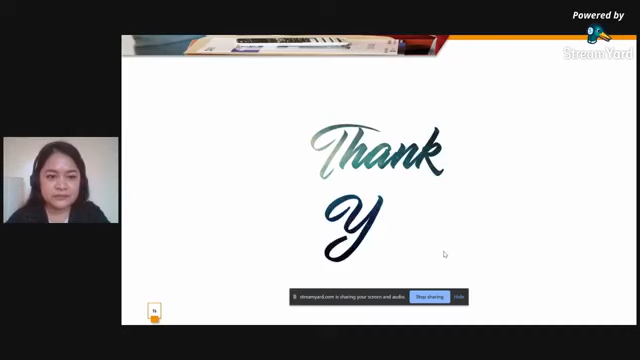 Powered by
StreamYard
Thank
Y
streamyard.com is sharing your screen and audio.
Stop sharing
Hide